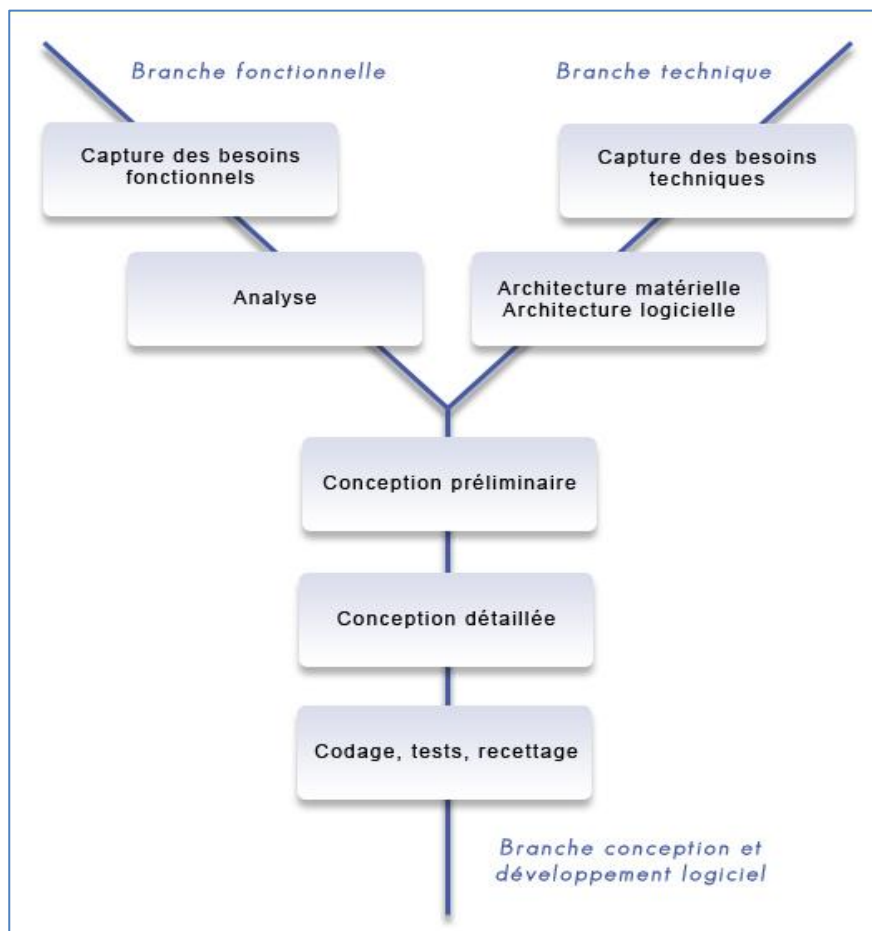 Branche fonctionnelle
Branche technique
Capture des besoins
fonctionnels
Capture des besoins
techniques
Analyse
Architecture matérielle
Architecture logicielle
Conception préliminaire
Conception détaillée
Codage, tests, recettage
Branche conception et
développement logiciel